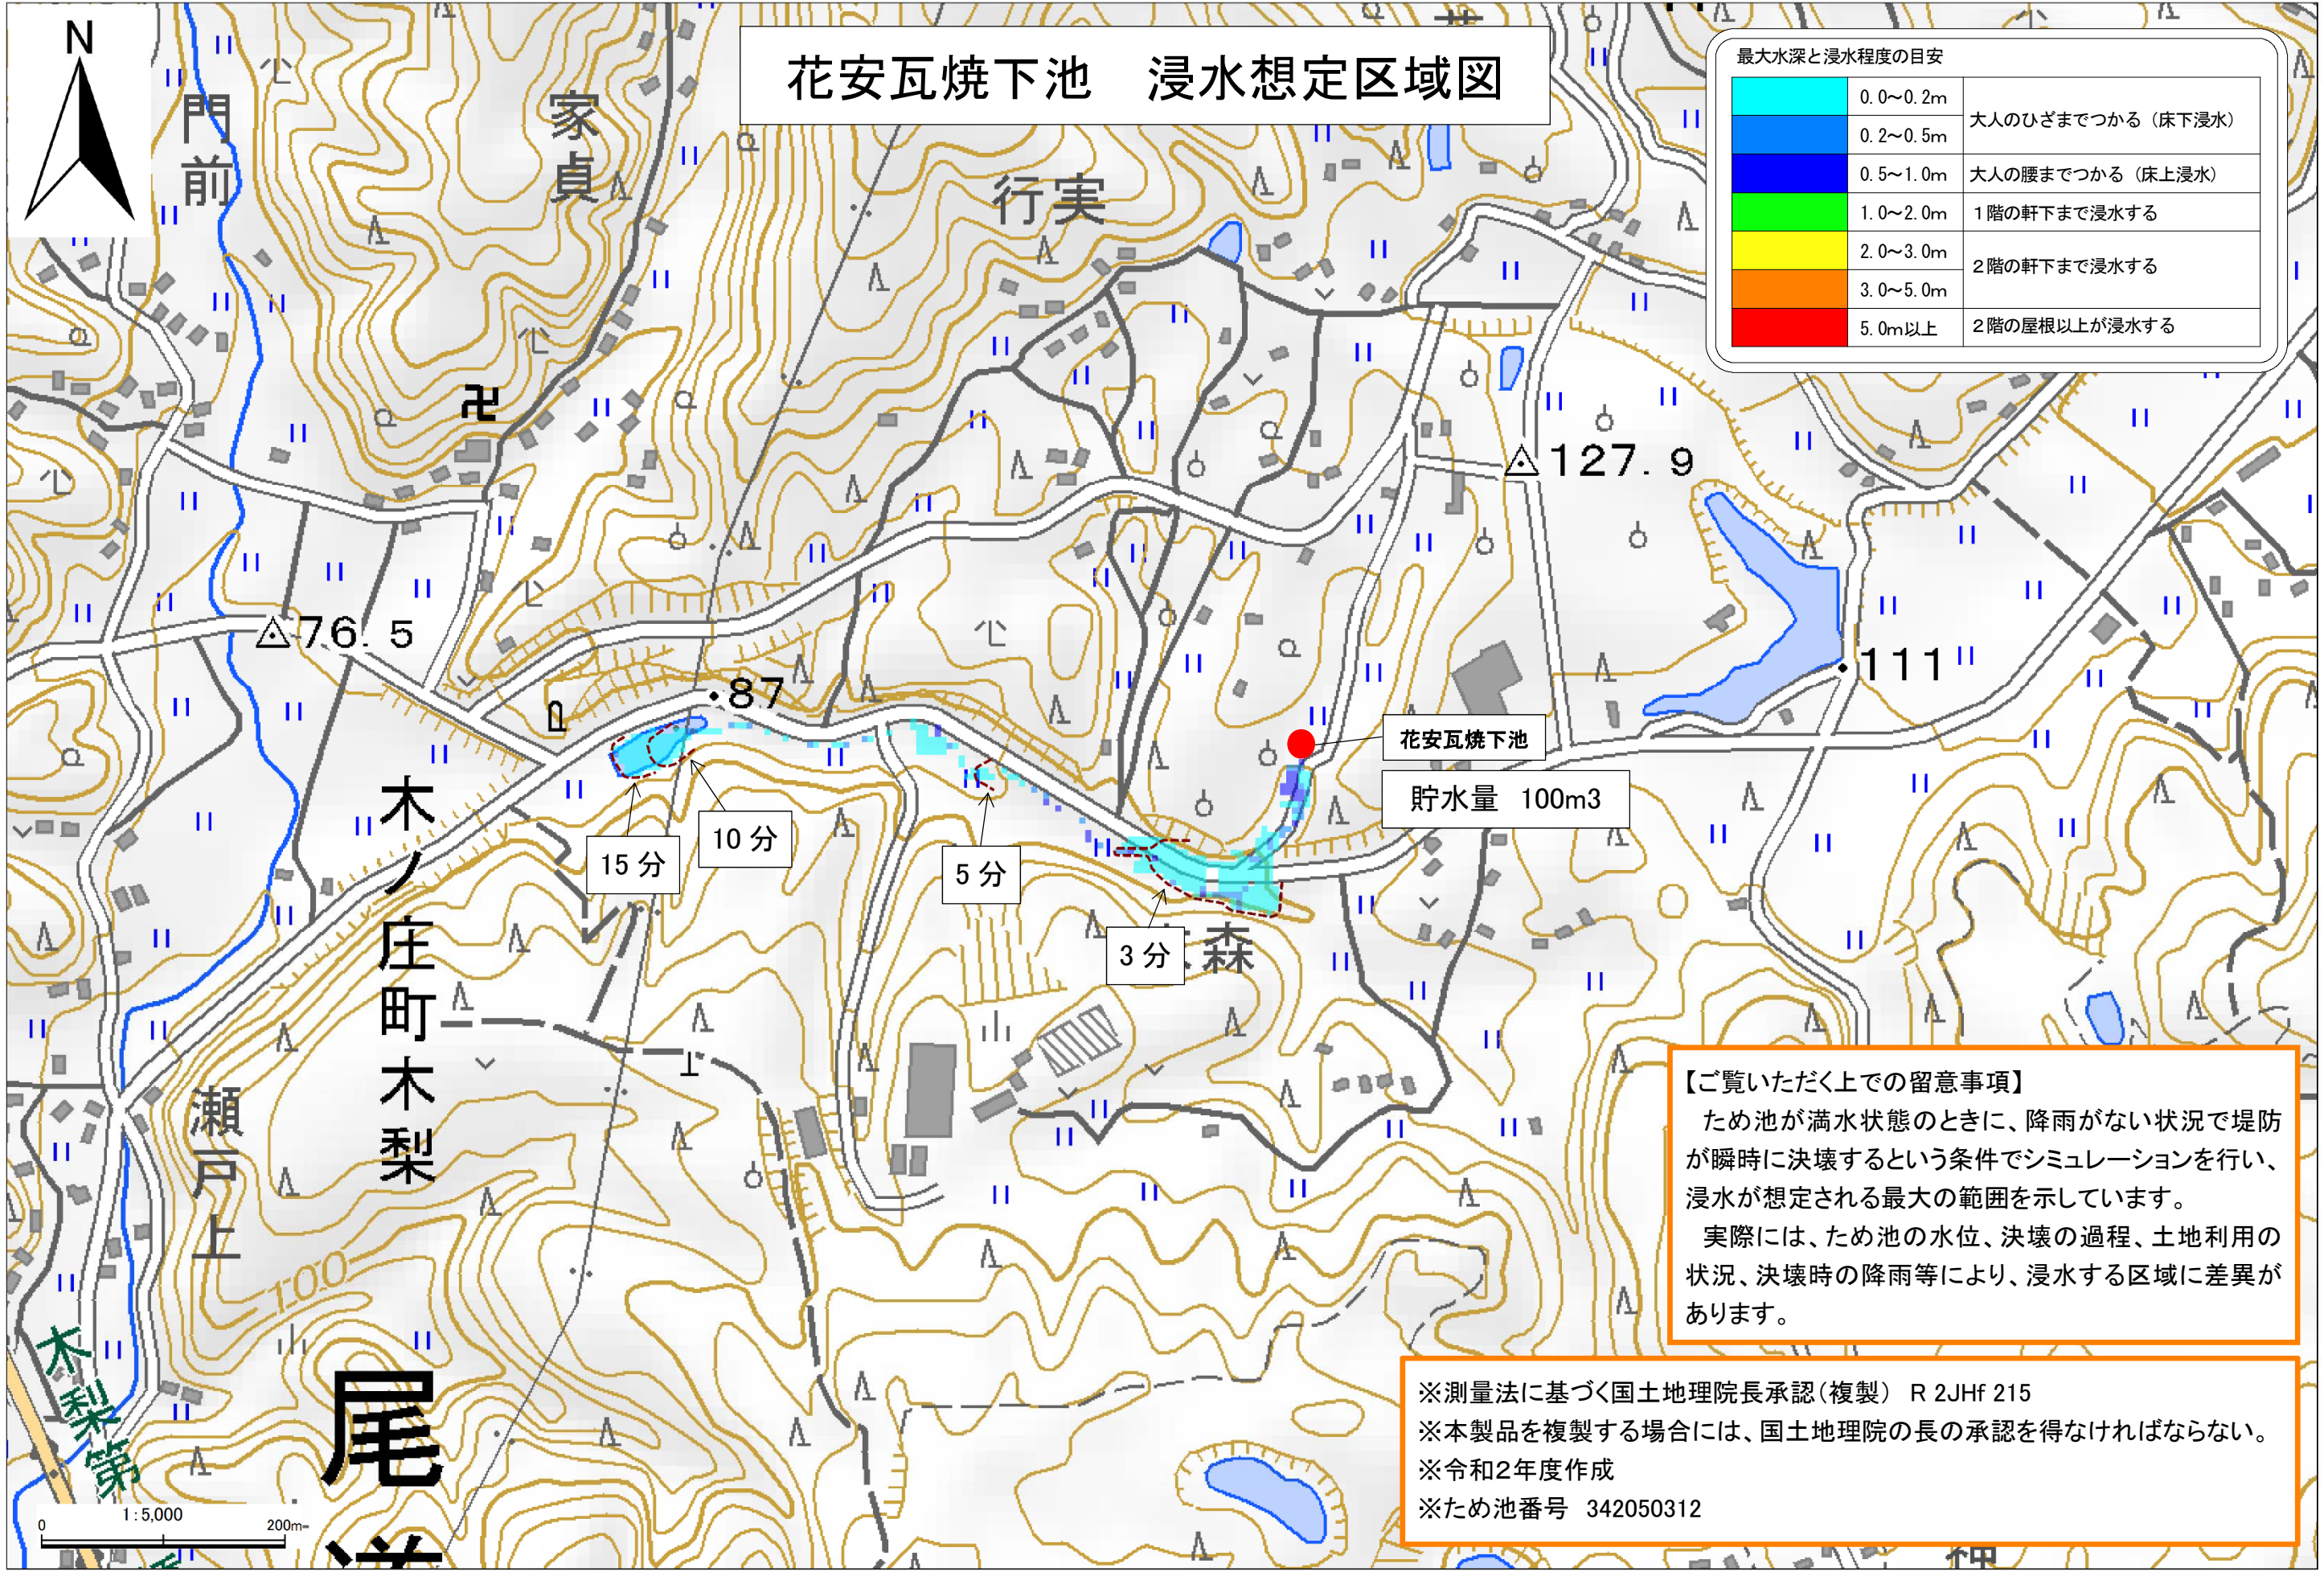 花安瓦焼下池　浸水想定区域図
N
最大水深と浸水程度の目安
0.0～0.2m
大人のひざまでつかる（床下浸水）
0.2～0.5m
0.5～1.0m
大人の腰までつかる（床上浸水）
1.0～2.0m
1階の軒下まで浸水する
2.0～3.0m
2階の軒下まで浸水する
3.0～5.0m
5.0m以上
2階の屋根以上が浸水する
門前
家貞
行実
127.9
76.5
87
111
花安瓦焼下池
貯水量　100m3
15分
10分
5分
3分
森
木ノ庄町木梨
瀬戸上
100
木梨第
尾道
【ご覧いただく上での留意事項】
ため池が満水状態のときに、降雨がない状況で堤防
が瞬時に決壊するという条件でシミュレーションを行い、
浸水が想定される最大の範囲を示しています。
実際には、ため池の水位、決壊の過程、土地利用の
状況、決壊時の降雨等により、浸水する区域に差異が
あります。
※測量法に基づく国土地理院長承認（複製） R 2JHf 215
※本製品を複製する場合には、国土地理院の長の承認を得なければならない。
※令和2年度作成
※ため池番号 342050312
1:5,000
0
200m